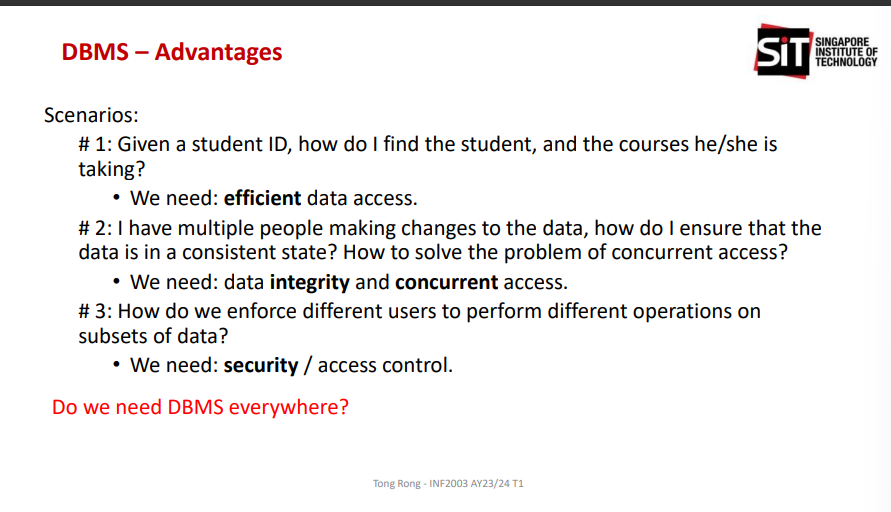 DBMS – Advantages
SiT SINGAPORE
INSTITUTE OF
TECHNOLOGY
Scenarios:
# 1: Given a student ID, how do I find the student, and the courses he/she is
taking?
• We need: efficient data access.
# 2: I have multiple people making changes to the data, how do I ensure that the
data is in a consistent state? How to solve the problem of concurrent access?
• We need: data integrity and concurrent access.
# 3: How do we enforce different users to perform different operations on
subsets of data?
• We need: security / access control.
Do we need DBMS everywhere?
Tong Rong - INF2003 AY23/24 T1